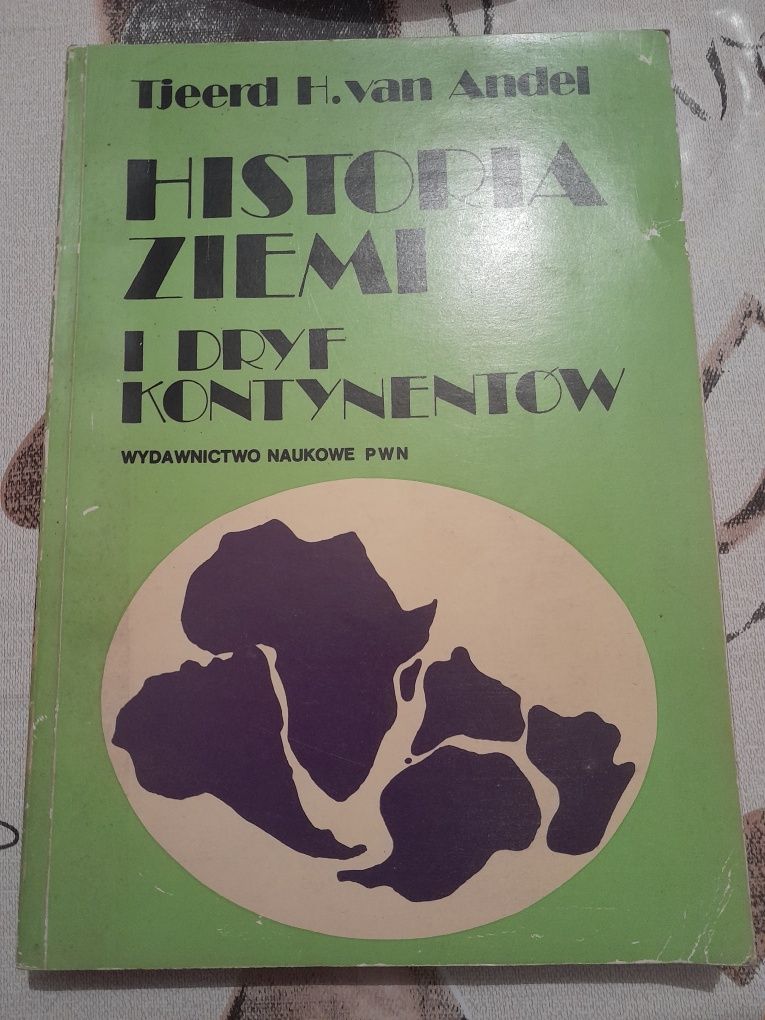 Tjeerd H. van Andel
HISTORIA
ZIEMI
I DRYF
KONTYNENTÓW
WYDAWNICTWO NAUKOWE PWN